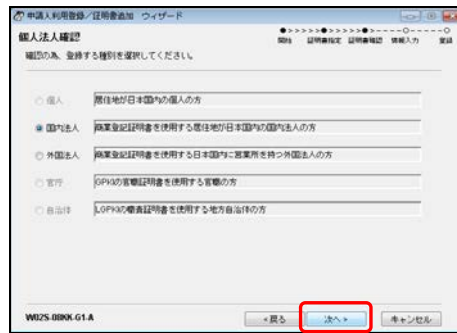 申請人利用登録／証明書追加 ウィザード
個人法人確認
●>>>>>●>>>>>●>----○-----○
開始 証明書指定 証明書確認 情報入力 登録
確認の為、登録する種別を選択してください。
個人 居住地が日本国内の個人の方
国内法人 商業登記証明書を使用する居住地が日本国内の国内法人の方
外国法人 商業登記証明書を使用する日本国内に営業所を持つ外国法人の方
官庁 GPKIの官職証明書を使用する官職の方
自治体 LGPKIの職責証明書を使用する地方自治体の方
W02S-08KK-G1-A <戻る 次へ> キャンセル